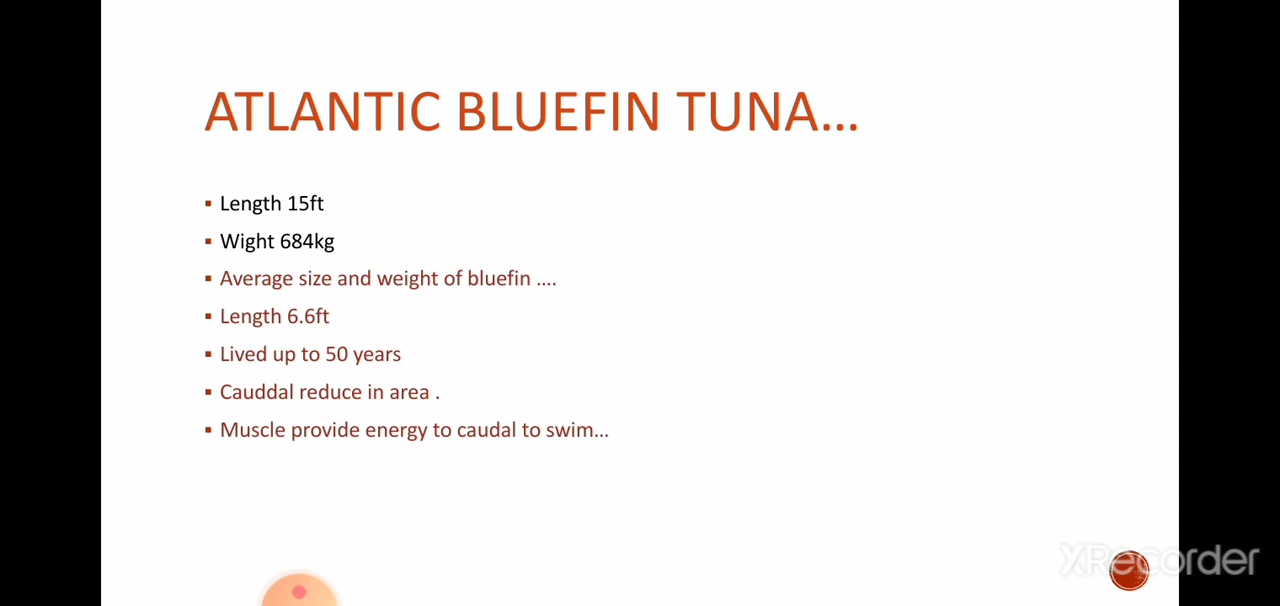 ATLANTIC BLUEFIN TUNA...
▪ Length 15ft
▪ Wight 684kg
▪ Average size and weight of bluefin ....
▪ Length 6.6ft
▪ Lived up to 50 years
▪ Cauddal reduce in area .
▪ Muscle provide energy to caudal to swim...
XRecorder